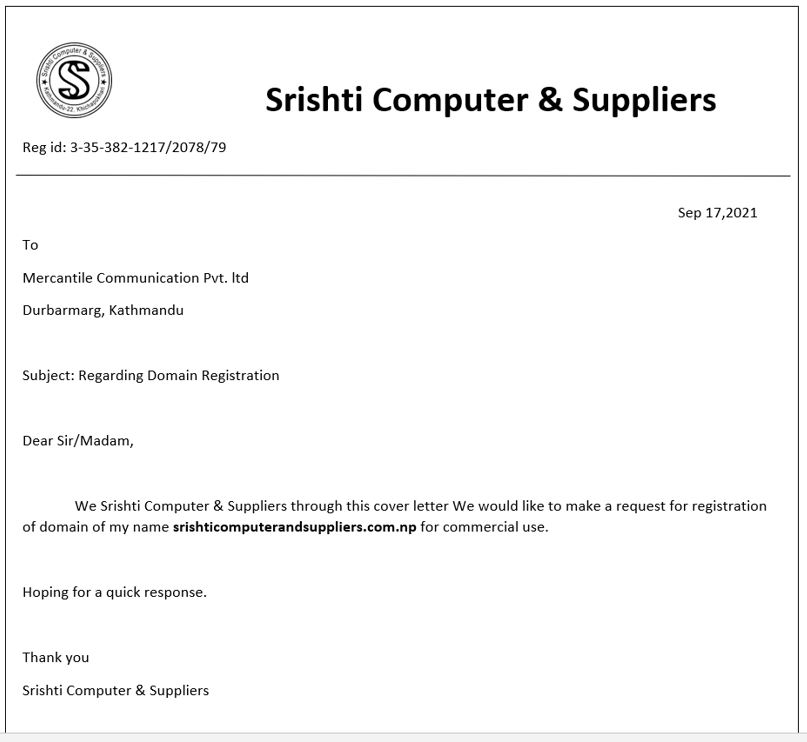 Srishti Computer & Suppliers
Kathmandu-22,
S
Srishti Computer & Suppliers
Reg id: 3-35-382-1217/2078/79
Sep 17,2021
To
Mercantile Communication Pvt. ltd
Durbarmarg, Kathmandu
Subject: Regarding Domain Registration
Dear Sir/Madam,
We Srishti Computer & Suppliers through this cover letter We would like to make a request for registration
of domain of my name srishticomputerandsuppliers.com.np for commercial use.
Hoping for a quick response.
Thank you
Srishti Computer & Suppliers